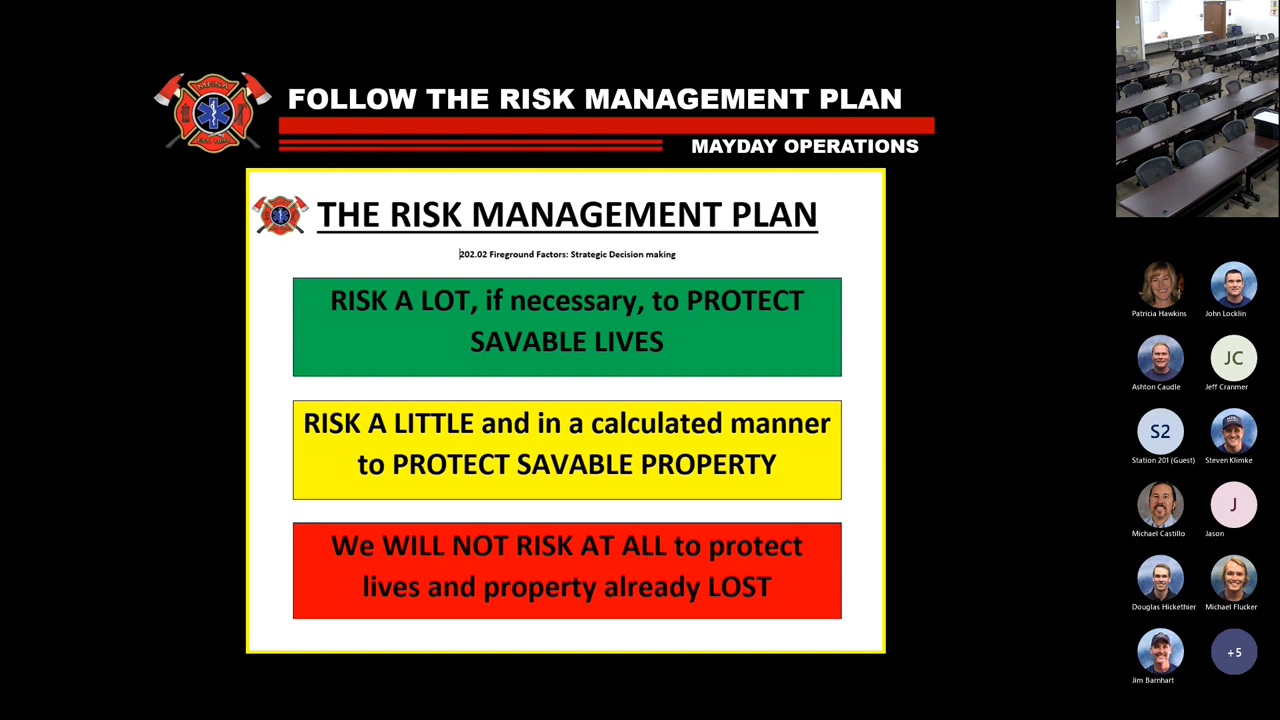 FOLLOW THE RISK MANAGEMENT PLAN
MAYDAY OPERATIONS
THE RISK MANAGEMENT PLAN
202.02 Fireground Factors: Strategic Decision making
RISK A LOT, if necessary, to PROTECT
SAVABLE LIVES
RISK A LITTLE and in a calculated manner
to PROTECT SAVABLE PROPERTY
We WILL NOT RISK AT ALL to protect
lives and property already LOST
Patricia Hawkins
John Locklin
Ashton Caudle
JC
Jeff Cranmer
S2
Station 201 (Guest)
Steven Klimke
Michael Castillo
J
Jason
Douglas Hickethier
Michael Flucker
Jim Barnhart
+5